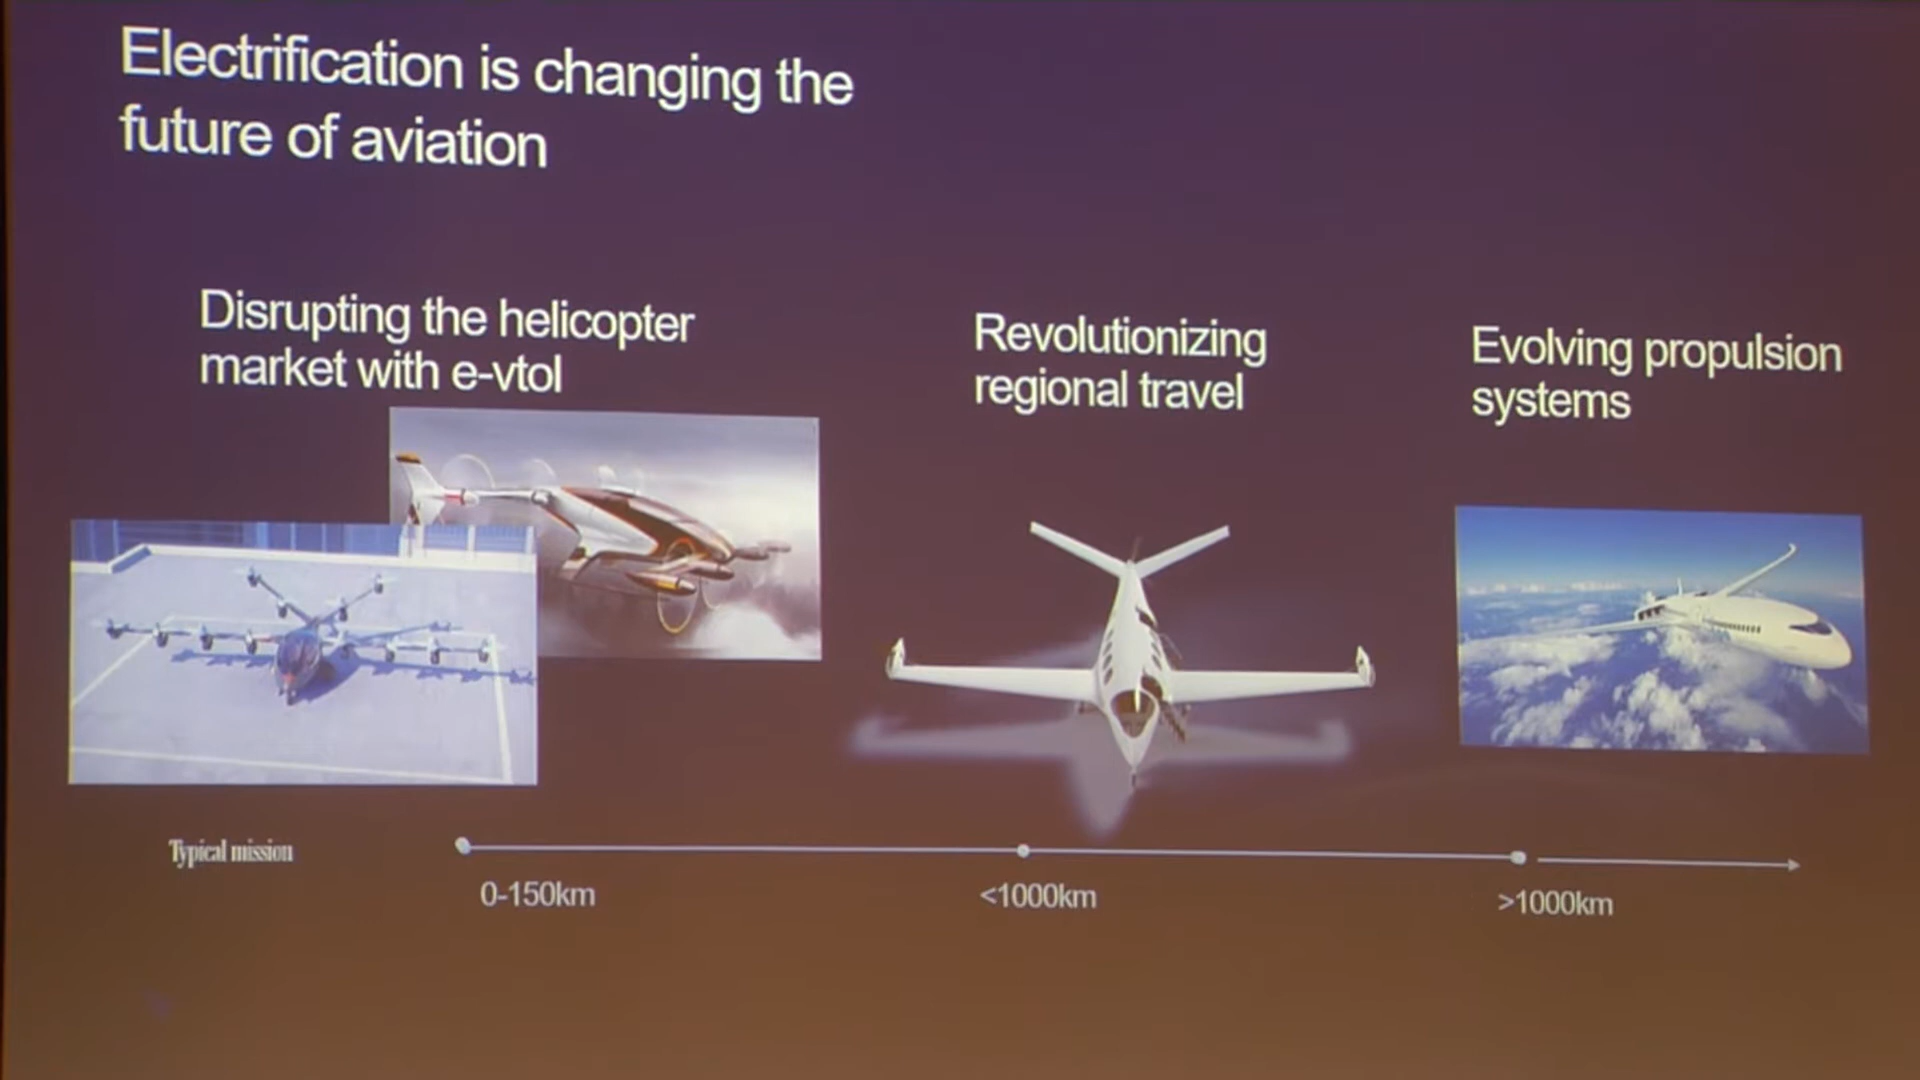 Electrification is changing the
future of aviation
Disrupting the helicopter
market with e-vtol
Revolutionizing
regional travel
Evolving propulsion
systems
Typical mission
0-150km
<1000km
>1000km